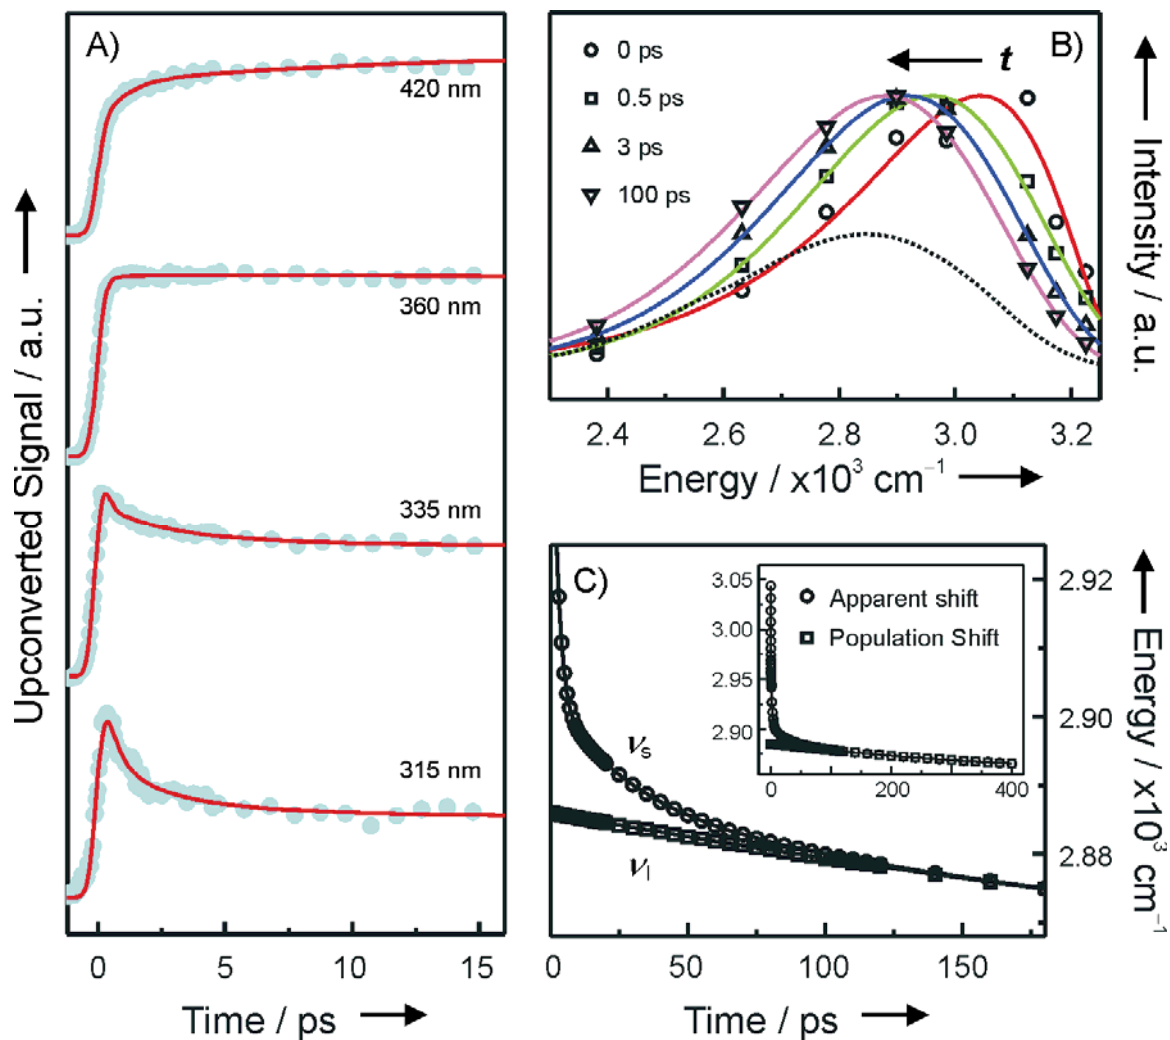 A)
420 nm
360 nm
335 nm
315 nm
Upconverted Signal / a.u.
0 5 10 15
Time / ps
B)
t
0 ps
0.5 ps
3 ps
100 ps
Intensity / a.u.
2.4 2.6 2.8 3.0 3.2
Energy / x10³ cm⁻¹
C)
νs
νl
3.05
3.00
2.95
2.90
0 200 400
Apparent shift
Population Shift
2.92
2.90
2.88
Energy / x10³ cm⁻¹
0 50 100 150
Time / ps